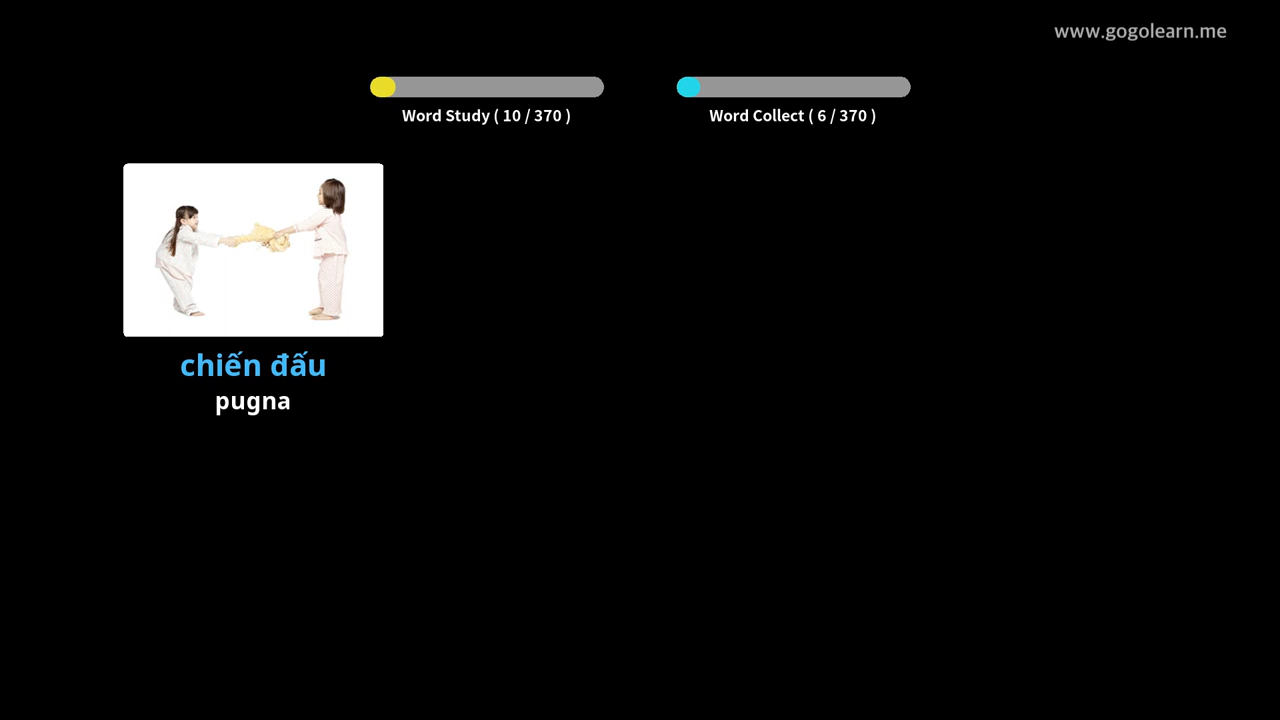 www.gogolearn.me
Word Study ( 10 / 370 )
Word Collect ( 6 / 370 )
chiến đấu
pugna